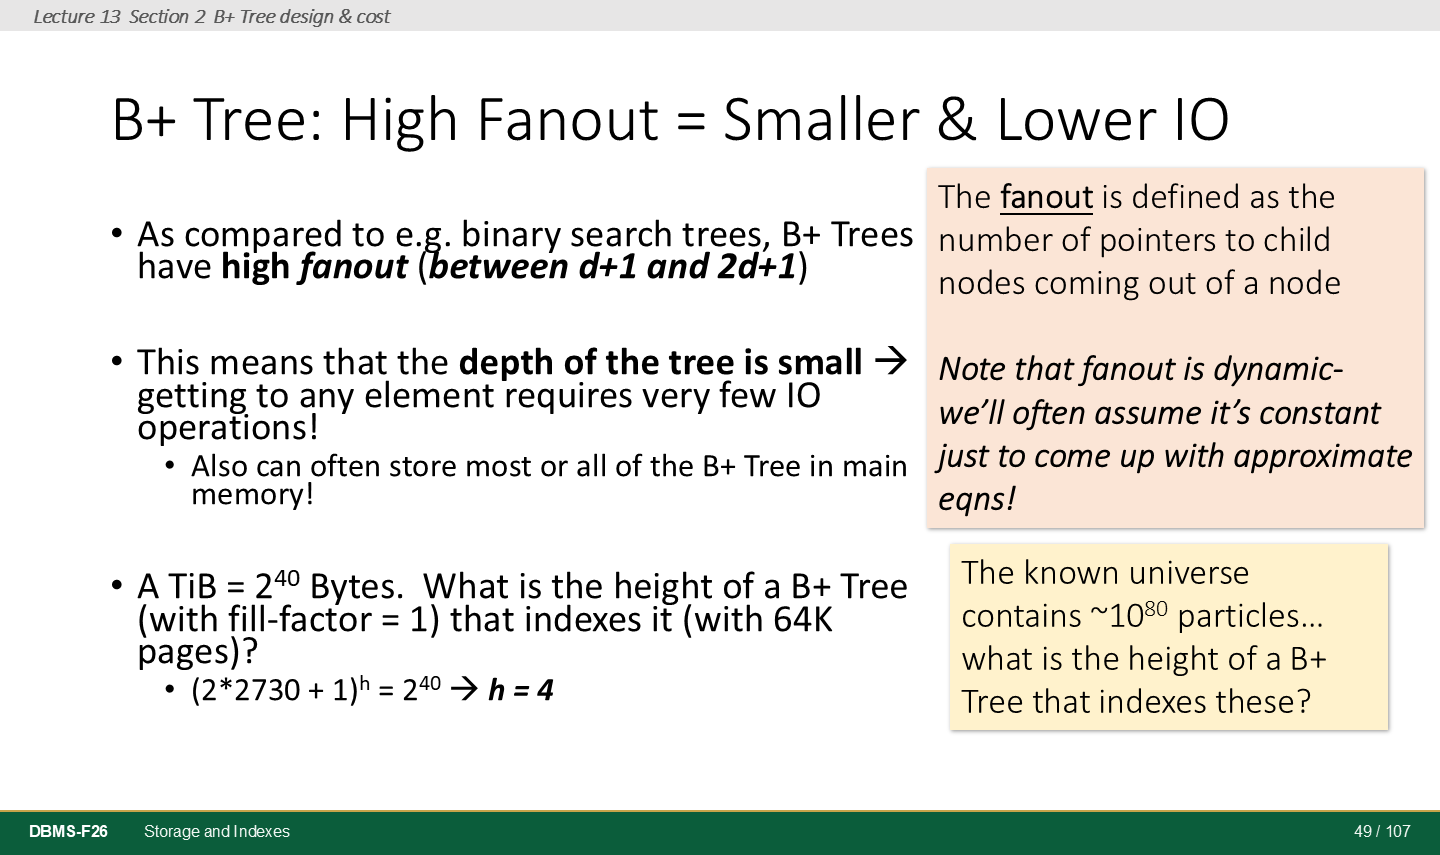 Lecture 13 Section 2 B+ Tree design & cost
B+ Tree: High Fanout = Smaller & Lower IO
• As compared to e.g. binary search trees, B+ Trees
have high fanout (between d+1 and 2d+1)
• This means that the depth of the tree is small →
getting to any element requires very few IO
operations!
• Also can often store most or all of the B+ Tree in main
memory!
• A TiB = 2⁴⁰ Bytes. What is the height of a B+ Tree
(with fill-factor = 1) that indexes it (with 64K
pages)?
• (2*2730 + 1)ʰ = 2⁴⁰ → h = 4
The fanout is defined as the
number of pointers to child
nodes coming out of a node
Note that fanout is dynamic-
we’ll often assume it’s constant
just to come up with approximate
eqns!
The known universe
contains ~10⁸⁰ particles…
what is the height of a B+
Tree that indexes these?
DBMS-F26 Storage and Indexes 49 / 107